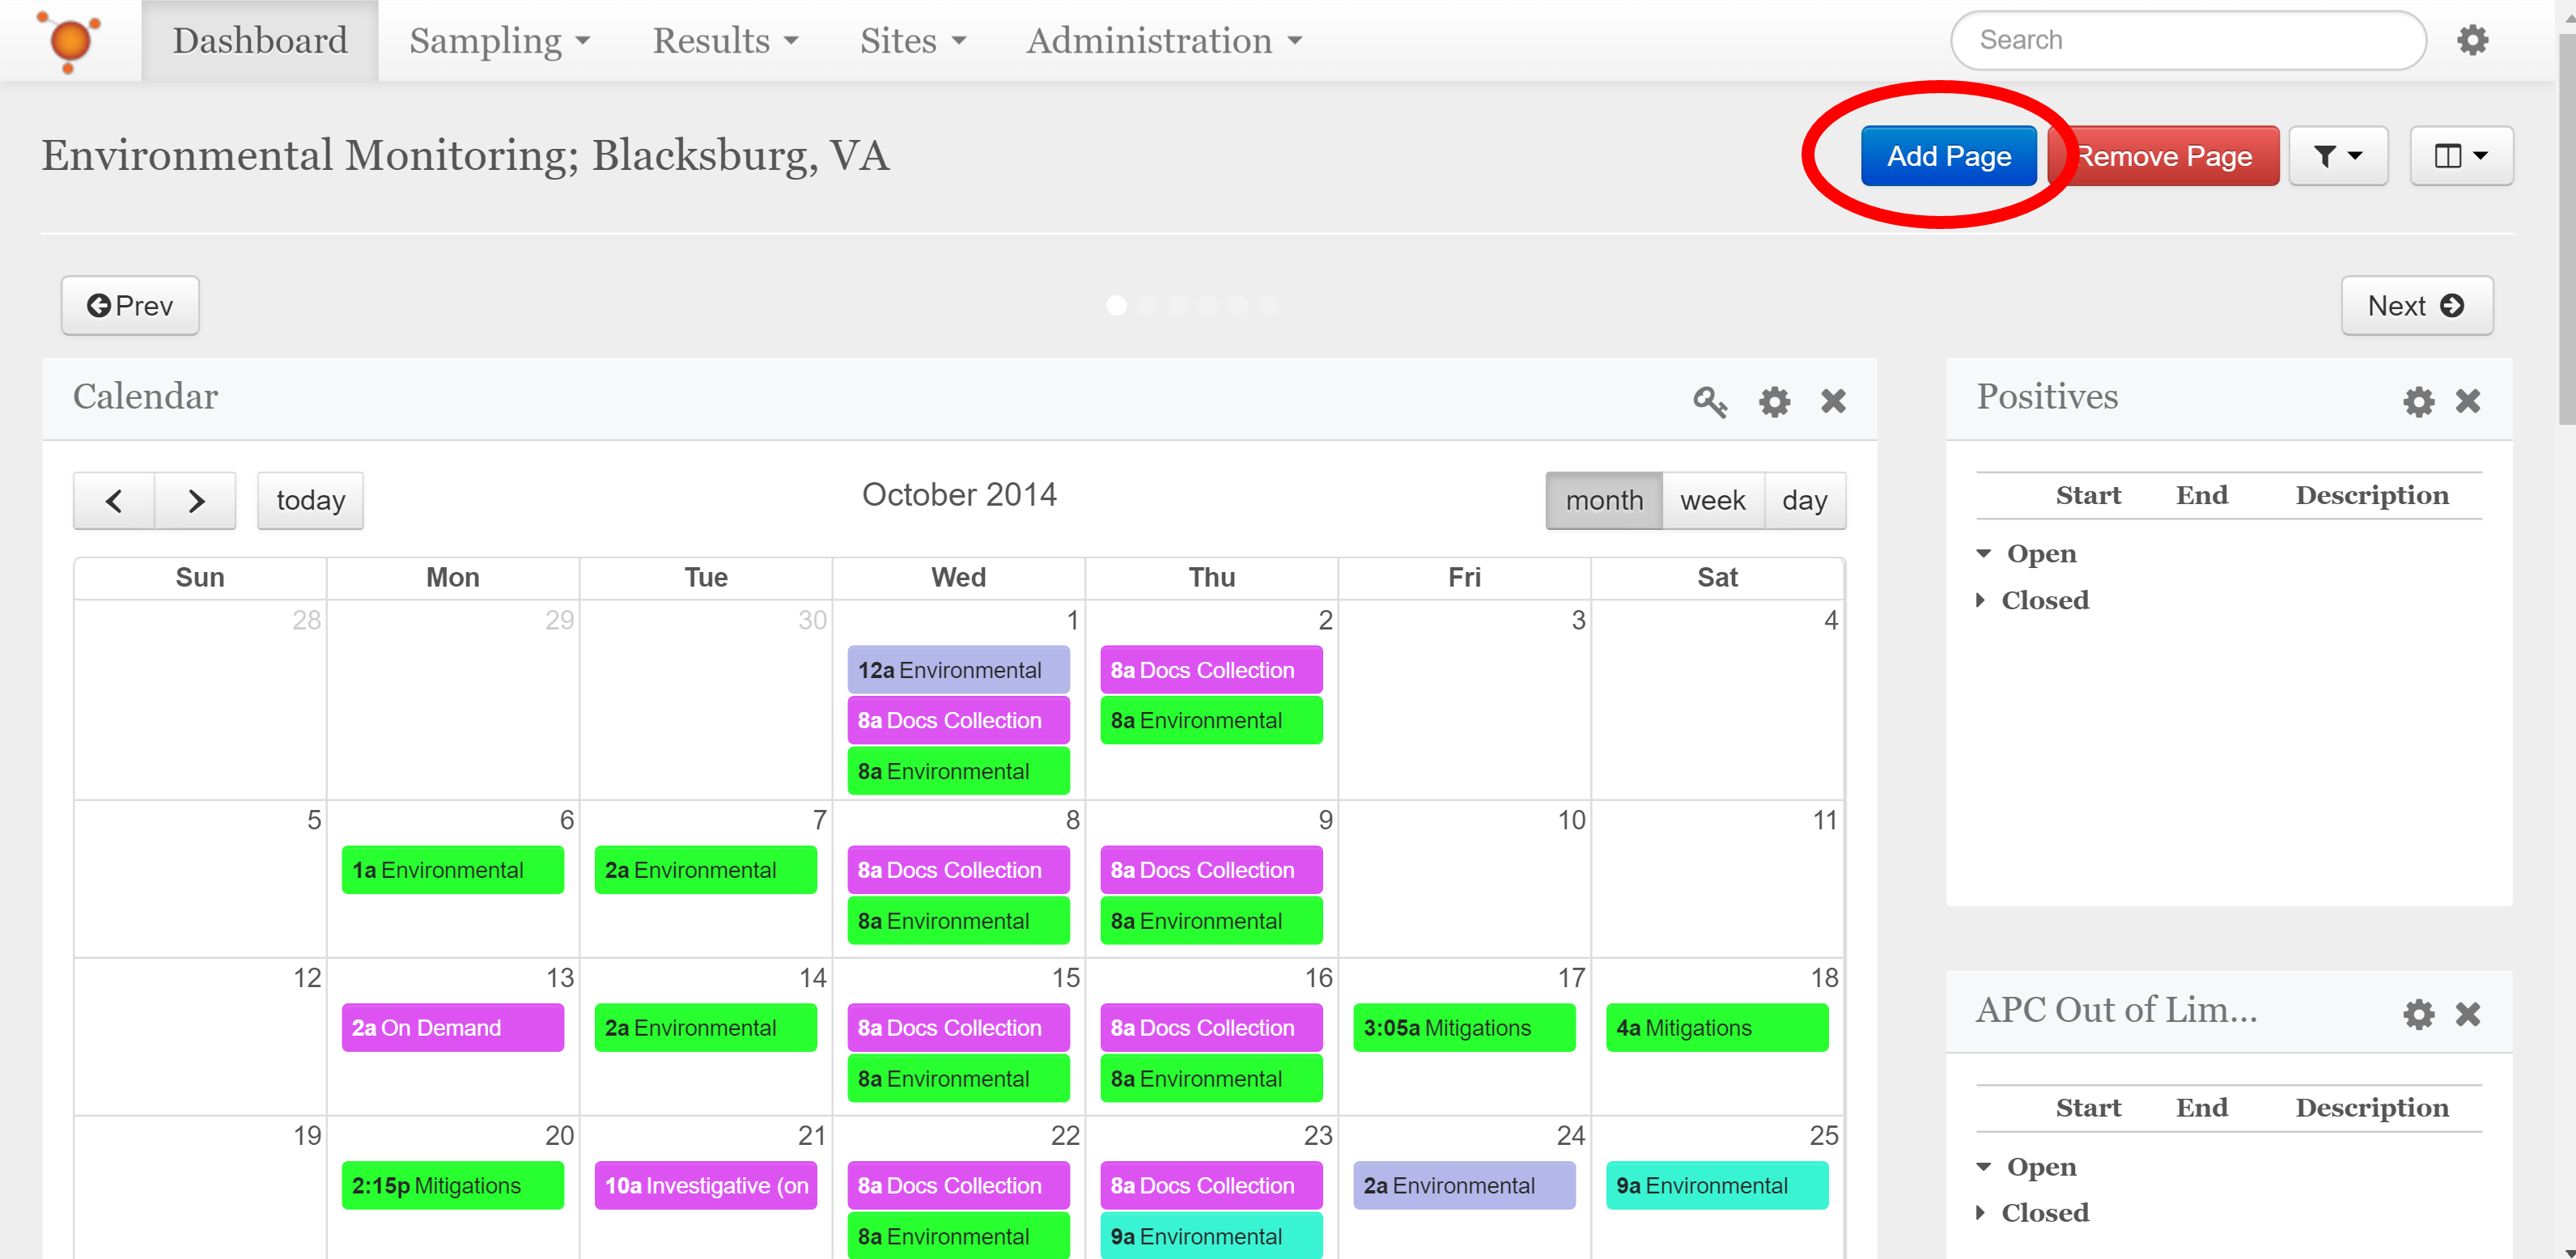 Dashboard Sampling Results Sites Administration Search
Environmental Monitoring; Blacksburg, VA Add Page Remove Page
Prev Next
Calendar
today October 2014 month week day
Sun Mon Tue Wed Thu Fri Sat
28 29 30 1 2 3 4
12a Environmental 8a Docs Collection
8a Docs Collection 8a Environmental
8a Environmental
5 6 7 8 9 10 11
1a Environmental 2a Environmental 8a Docs Collection 8a Docs Collection
8a Environmental 8a Environmental
12 13 14 15 16 17 18
2a On Demand 2a Environmental 8a Docs Collection 8a Docs Collection 3:05a Mitigations 4a Mitigations
8a Environmental 8a Environmental
19 20 21 22 23 24 25
2:15p Mitigations 10a Investigative (on 8a Docs Collection 8a Docs Collection 2a Environmental 9a Environmental
8a Environmental 9a Environmental
Positives
Start End Description
Open
Closed
APC Out of Lim...
Start End Description
Open
Closed